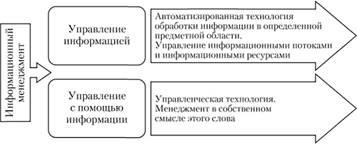 Информационный
менеджмент
Управление
информацией
Автоматизированная технология
обработки информации в определенной
предметной области.
Управление информационными потоками
и информационными ресурсами
Управление
с помощью
информации
Управленческая технология.
Менеджмент в собственном
смысле этого слова